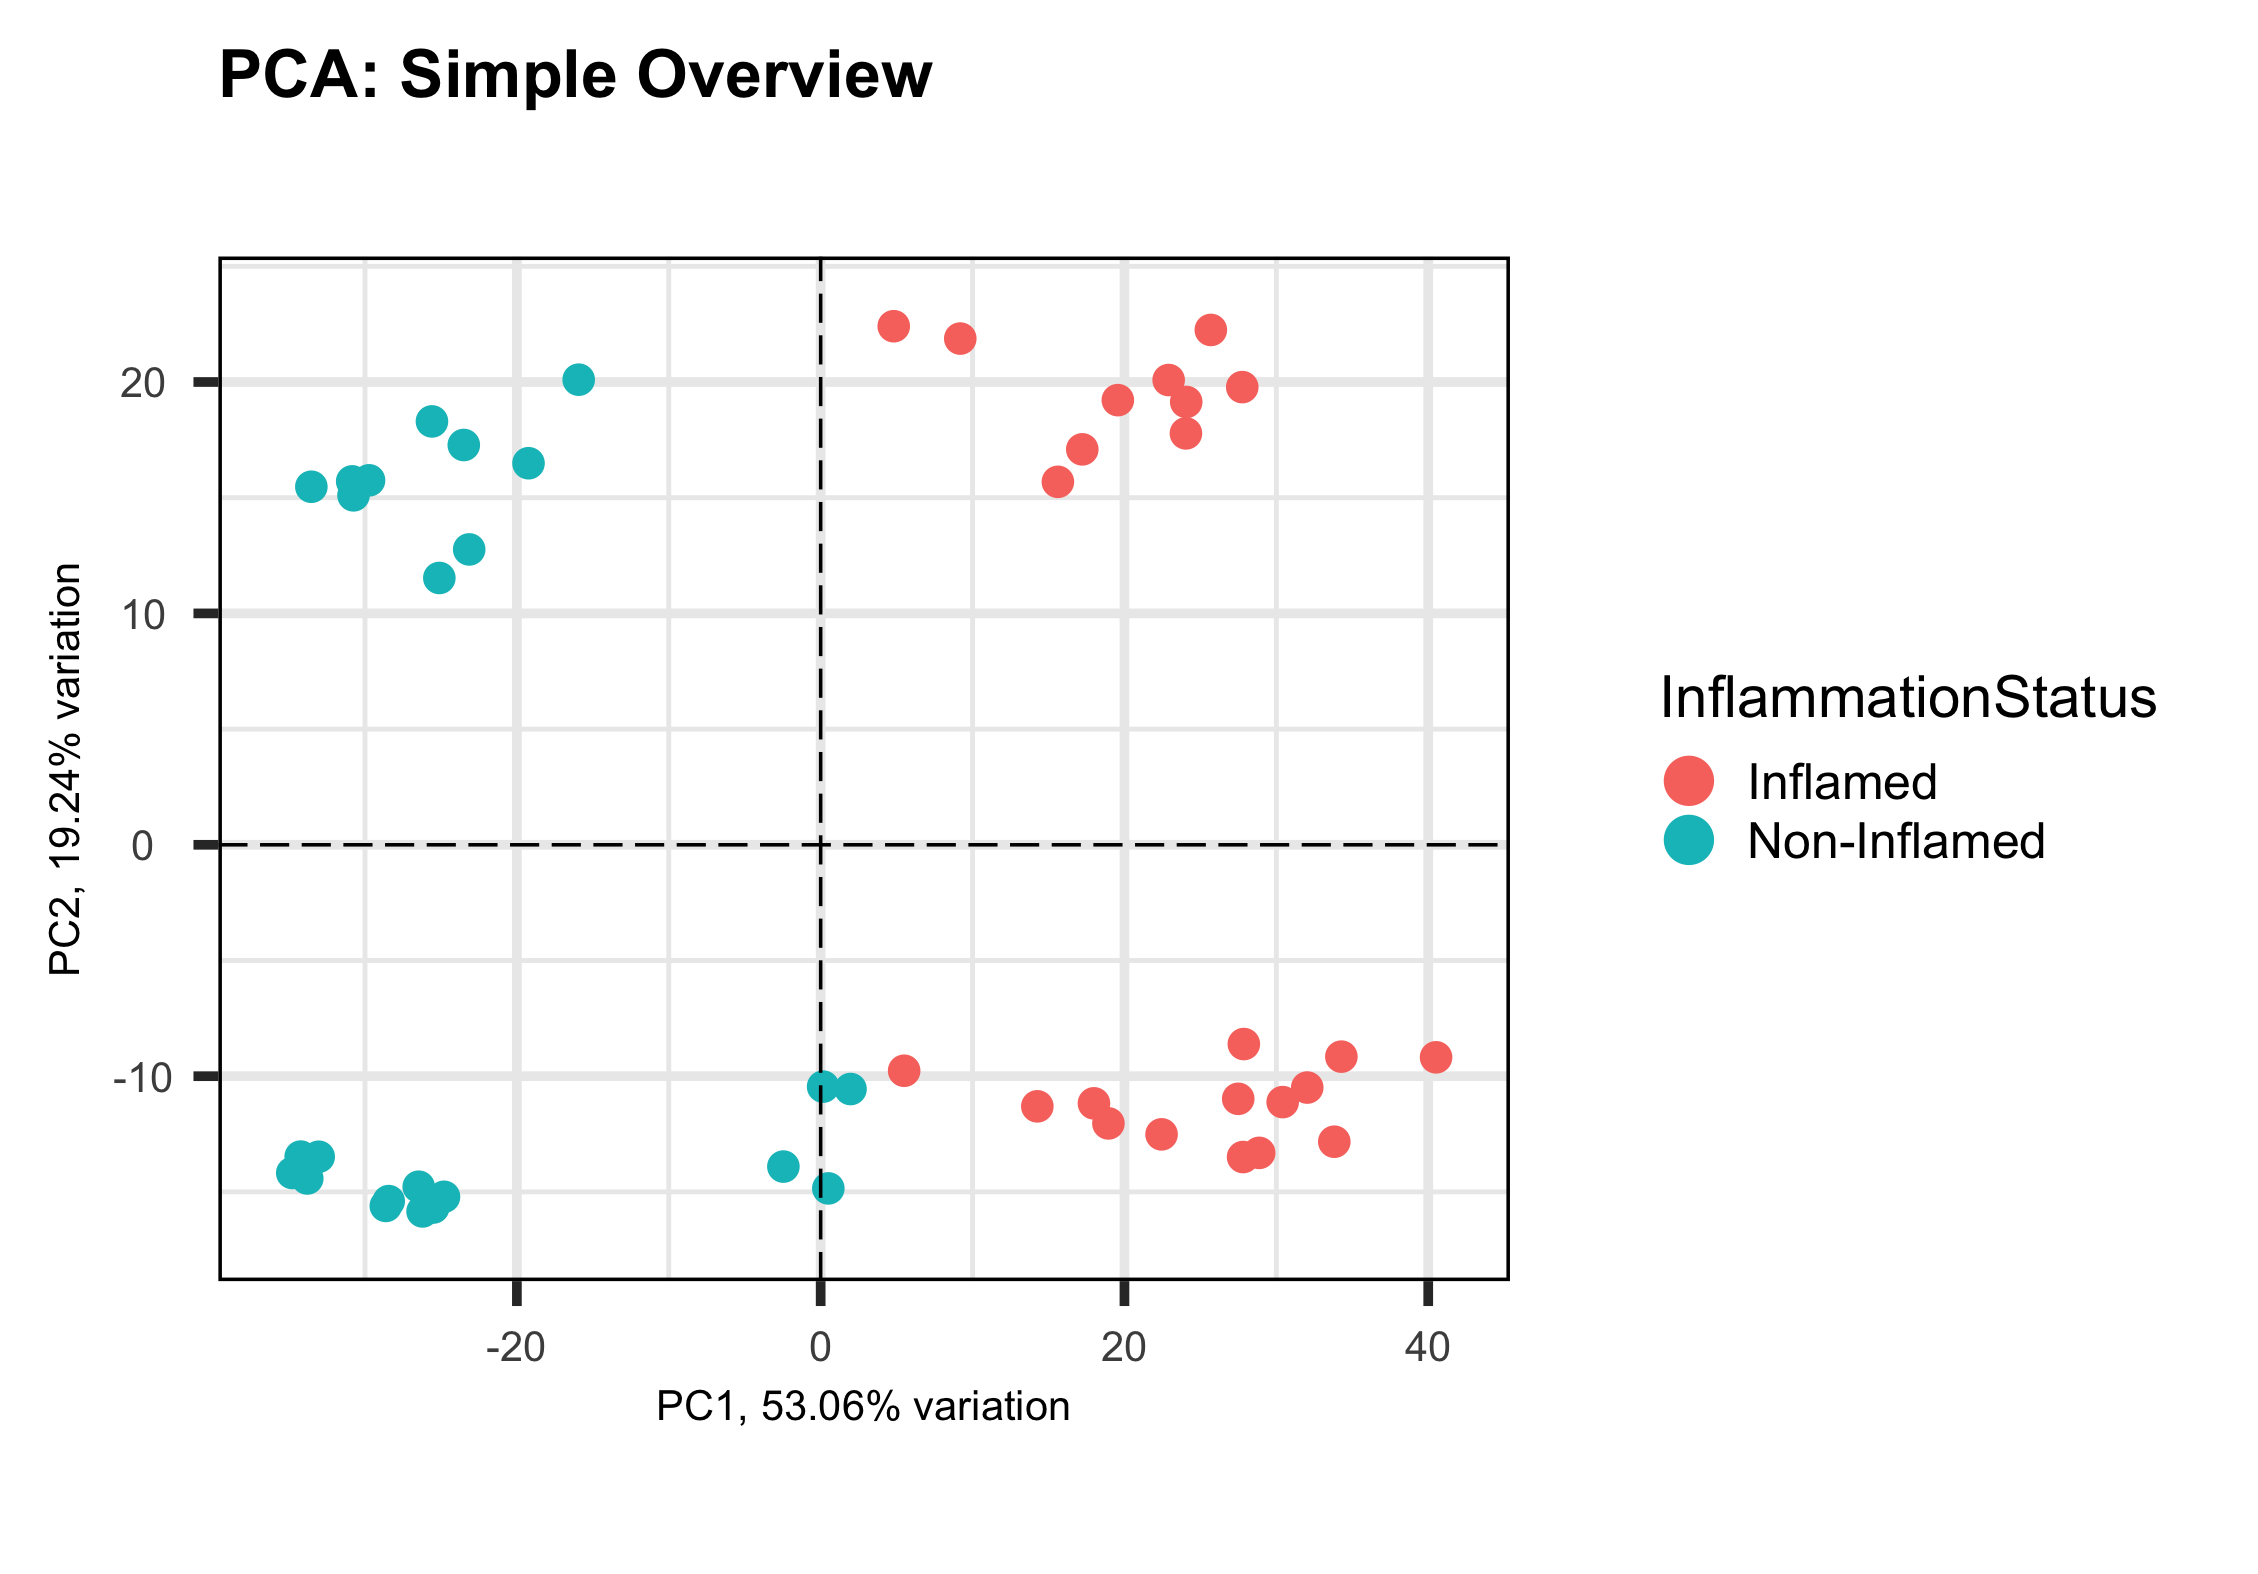 PCA: Simple Overview
PC2, 19.24% variation
20
10
0
-10
-20
0
20
40
PC1, 53.06% variation
InflammationStatus
Inflamed
Non-Inflamed